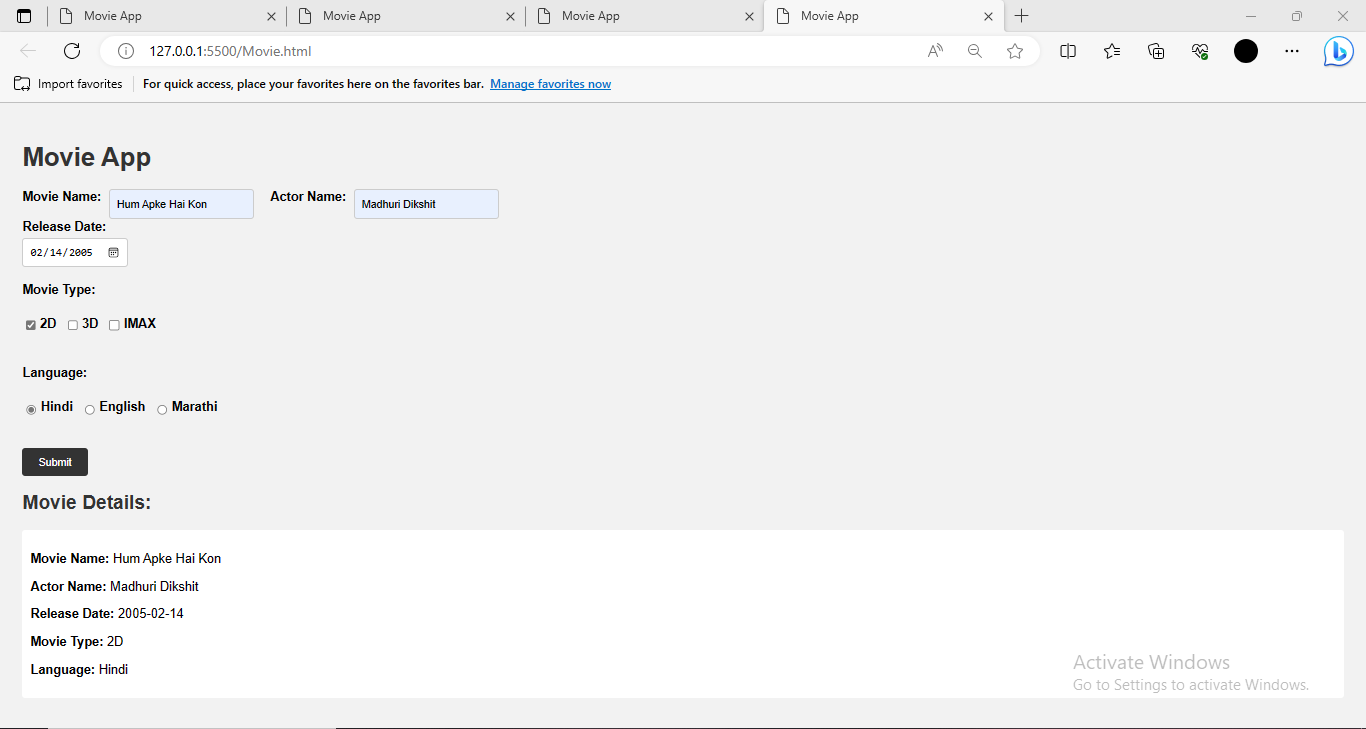 Movie App Movie App Movie App Movie App
127.0.0.1:5500/Movie.html
Import favorites For quick access, place your favorites here on the favorites bar. Manage favorites now
Movie App
Movie Name: Hum Apke Hai Kon Actor Name: Madhuri Dikshit
Release Date:
02/14/2005
Movie Type:
2D 3D IMAX
Language:
Hindi English Marathi
Submit
Movie Details:
Movie Name: Hum Apke Hai Kon
Actor Name: Madhuri Dikshit
Release Date: 2005-02-14
Movie Type: 2D
Language: Hindi
Activate Windows
Go to Settings to activate Windows.